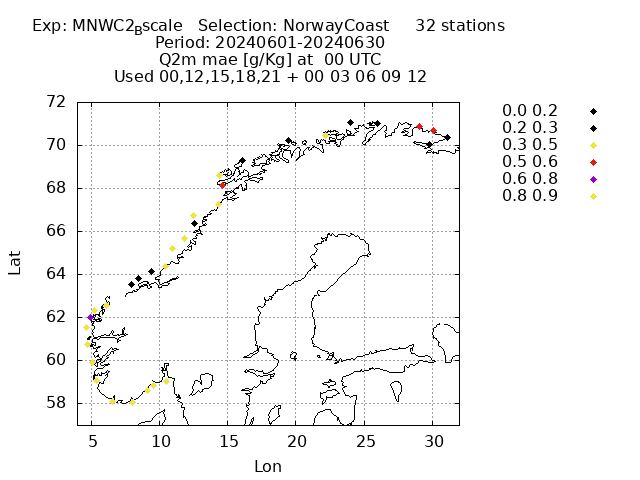 Exp: MNWC2Bscale Selection: NorwayCoast 32 stations
Period: 20240601-20240630
Q2m mae [g/Kg] at 00 UTC
Used 00,12,15,18,21 + 00 03 06 09 12
72
70
68
66
64
62
60
58
5 10 15 20 25 30
Lat
Lon
0.0 0.2
0.2 0.3
0.3 0.5
0.5 0.6
0.6 0.8
0.8 0.9